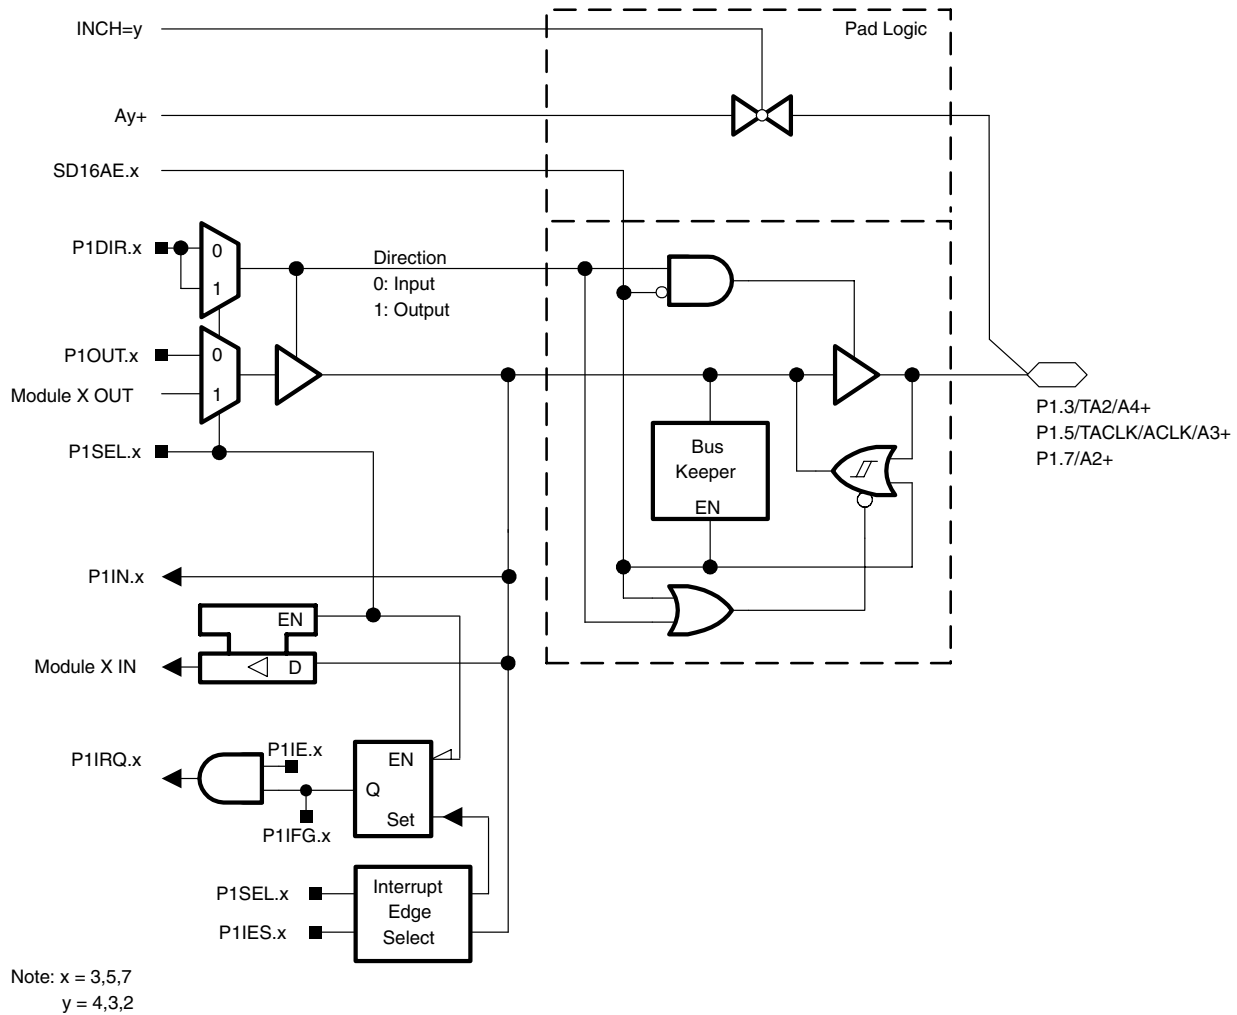 INCH=y
Pad Logic
Ay+
SD16AE.x
P1DIR.x
0
1
Direction
0: Input
1: Output
P1OUT.x
0
Module X OUT
1
P1SEL.x
P1.3/TA2/A4+
P1.5/TACLK/ACLK/A3+
P1.7/A2+
Bus
Keeper
EN
P1IN.x
EN
Module X IN
D
P1IRQ.x
P1IE.x
EN
Q
Set
P1IFG.x
P1SEL.x
P1IES.x
Interrupt
Edge
Select
Note: x = 3,5,7
y = 4,3,2